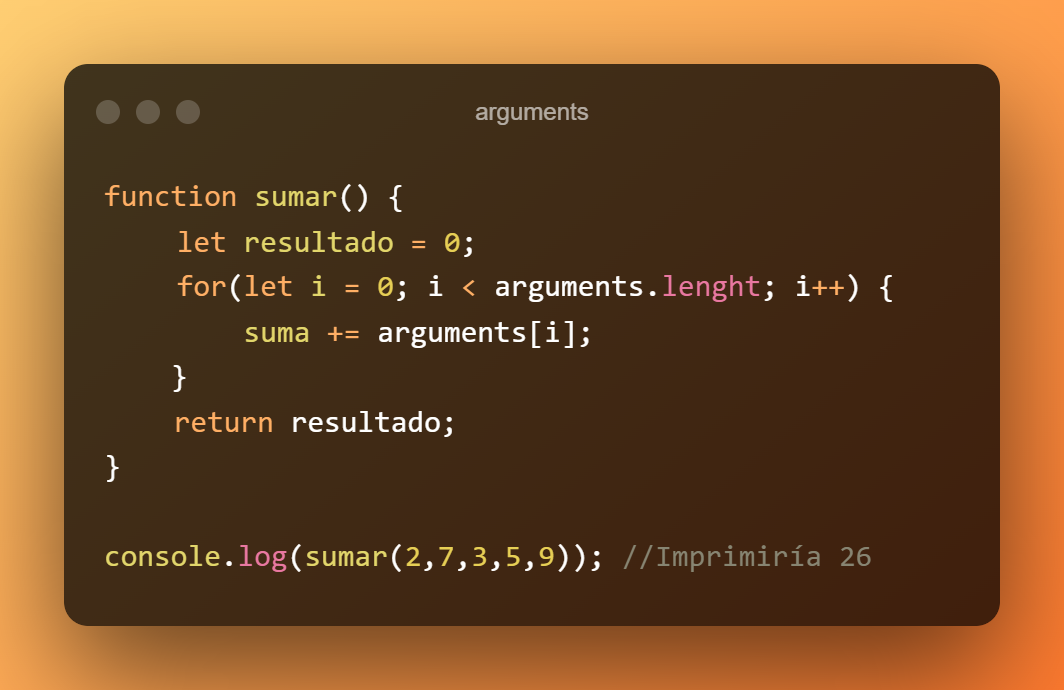 arguments
function sumar() {
let resultado = 0;
for(let i = 0; i < arguments.lenght; i++) {
suma += arguments[i];
}
return resultado;
}
console.log(sumar(2,7,3,5,9)); //Imprimiría 26